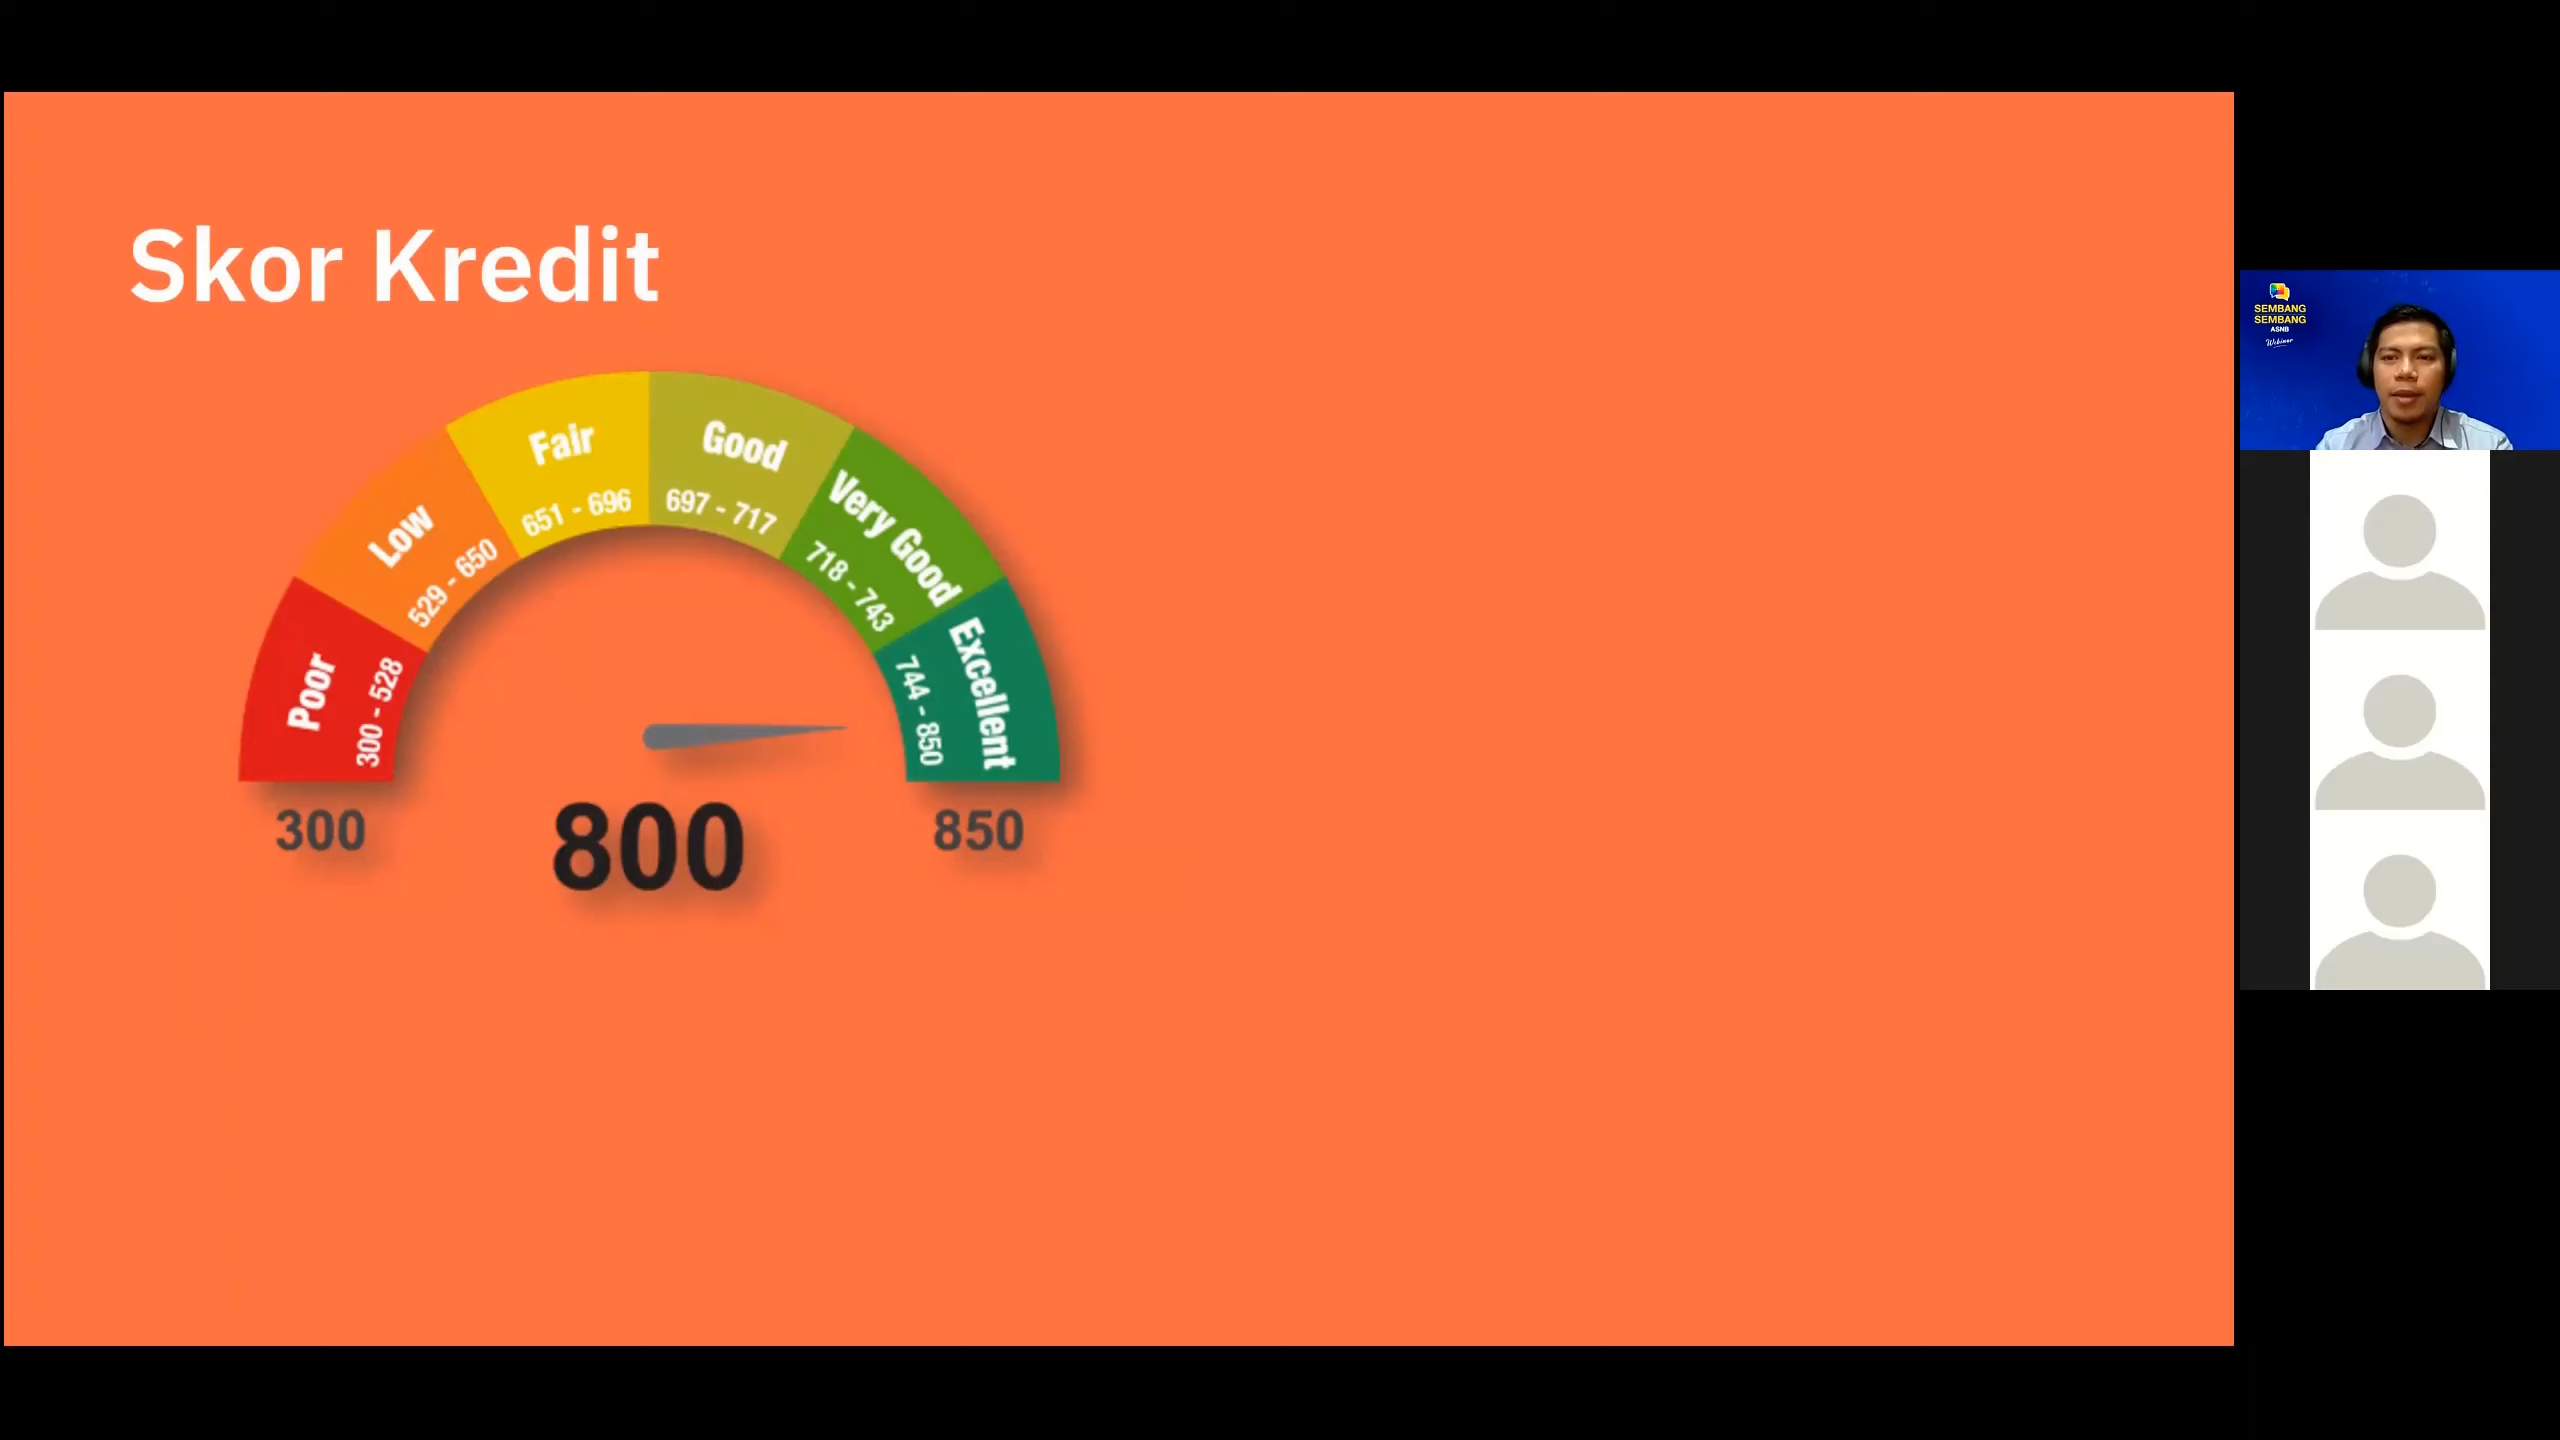 Skor Kredit
Poor
300 - 528
Low
529 - 650
Fair
651 - 696
Good
697 - 717
Very Good
718 - 743
Excellent
744 - 850
300
800
850
SEMBANG
SEMBANG
ASNB
Webinar